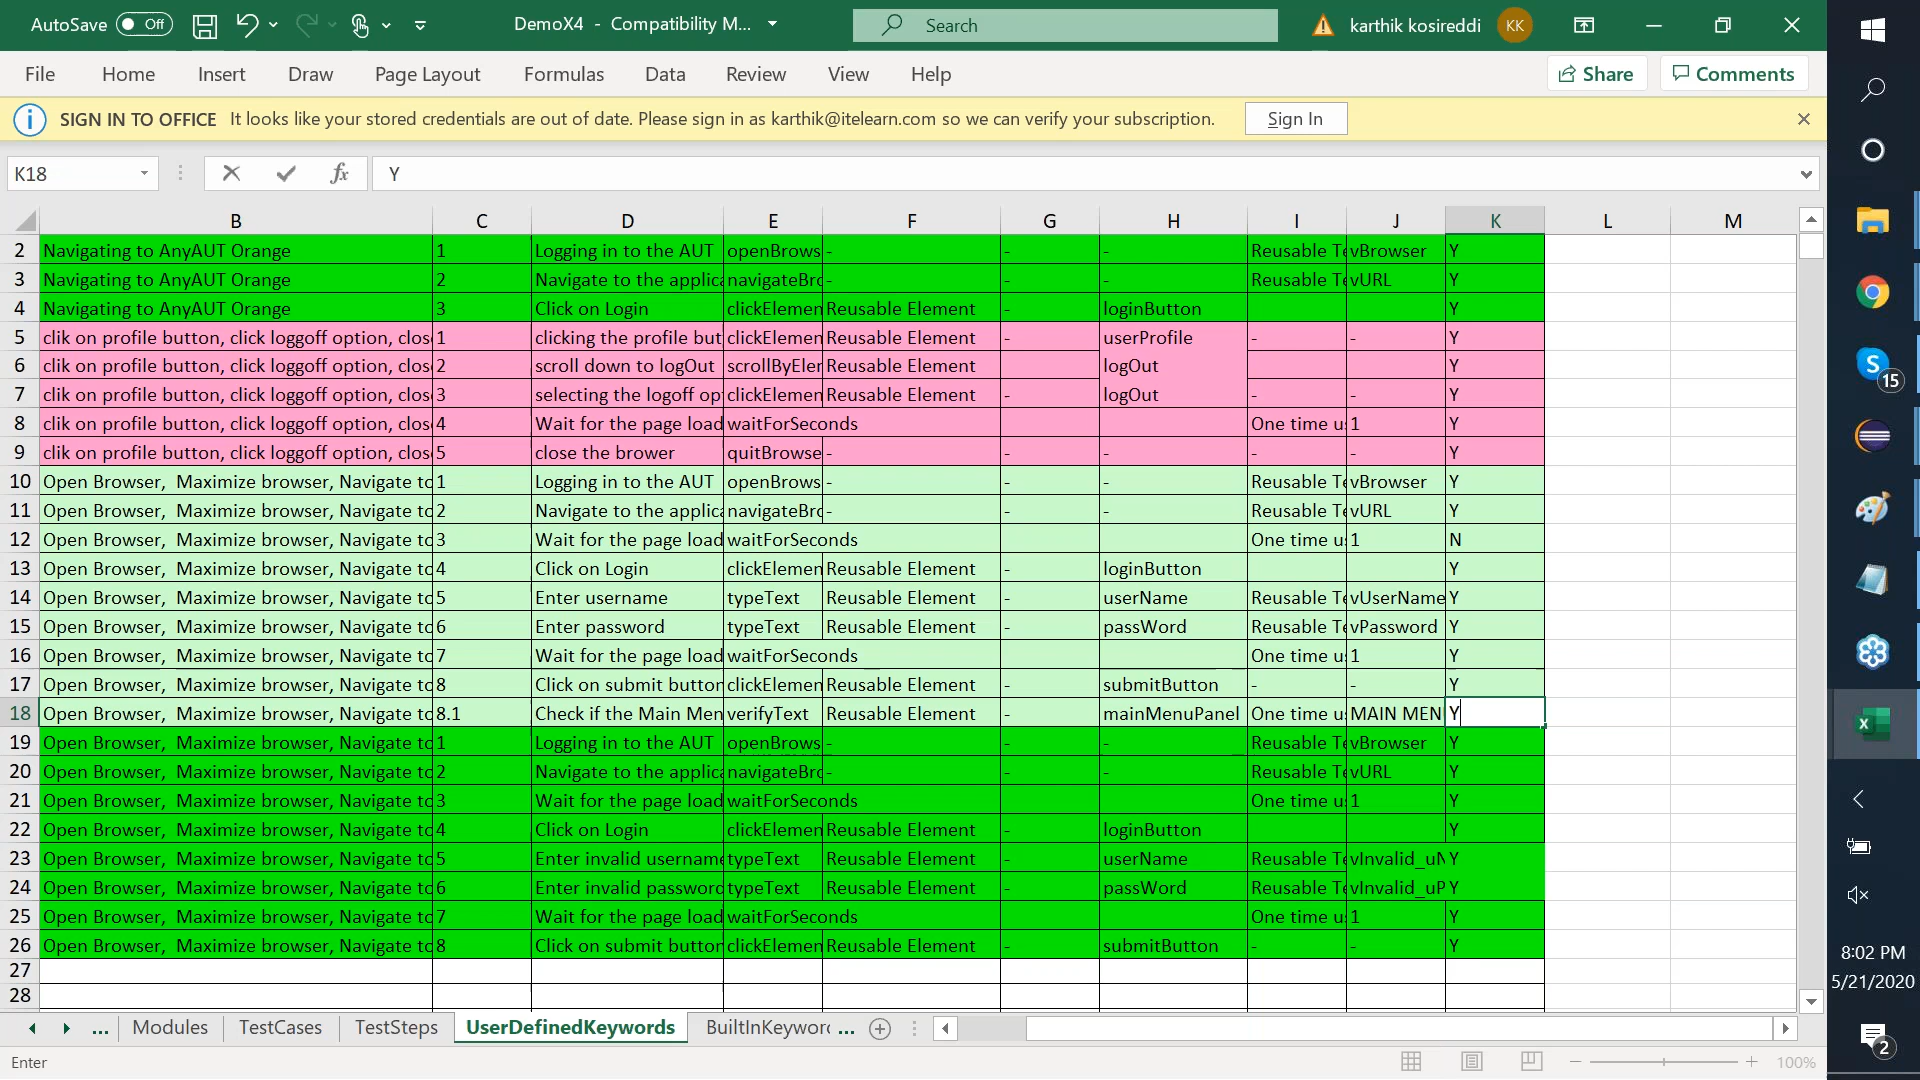 AutoSave Off DemoX4 - Compatibility M... Search karthik kosireddi KK
File Home Insert Draw Page Layout Formulas Data Review View Help Share Comments
SIGN IN TO OFFICE It looks like your stored credentials are out of date. Please sign in as karthik@itelearn.com so we can verify your subscription. Sign In
K18 fx Y
B C D E F G H I J K L M
2 Navigating to AnyAUT Orange 1 Logging in to the AUT openBrows - - - Reusable Te vBrowser Y
3 Navigating to AnyAUT Orange 2 Navigate to the applica navigateBro - - - Reusable Te vURL Y
4 Navigating to AnyAUT Orange 3 Click on Login clickElemen Reusable Element - loginButton Y
5 clik on profile button, click loggoff option, clos 1 clicking the profile but clickElemen Reusable Element - userProfile - - Y
6 clik on profile button, click loggoff option, clos 2 scroll down to logOut scrollByEler Reusable Element logOut Y
7 clik on profile button, click loggoff option, clos 3 selecting the logoff op clickElemen Reusable Element - logOut - - Y
8 clik on profile button, click loggoff option, clos 4 Wait for the page load waitForSeconds One time u 1 Y
9 clik on profile button, click loggoff option, clos 5 close the brower quitBrowse - - - - - Y
10 Open Browser, Maximize browser, Navigate to 1 Logging in to the AUT openBrows - - - Reusable Te vBrowser Y
11 Open Browser, Maximize browser, Navigate to 2 Navigate to the applica navigateBro - - - Reusable Te vURL Y
12 Open Browser, Maximize browser, Navigate to 3 Wait for the page load waitForSeconds One time u 1 N
13 Open Browser, Maximize browser, Navigate to 4 Click on Login clickElemen Reusable Element - loginButton Y
14 Open Browser, Maximize browser, Navigate to 5 Enter username typeText Reusable Element - userName Reusable Te vUserName Y
15 Open Browser, Maximize browser, Navigate to 6 Enter password typeText Reusable Element - passWord Reusable Te vPassword Y
16 Open Browser, Maximize browser, Navigate to 7 Wait for the page load waitForSeconds One time u 1 Y
17 Open Browser, Maximize browser, Navigate to 8 Click on submit button clickElemen Reusable Element - submitButton - - Y
18 Open Browser, Maximize browser, Navigate to 8.1 Check if the Main Men verifyText Reusable Element - mainMenuPanel One time u MAIN MEN Y
19 Open Browser, Maximize browser, Navigate to 1 Logging in to the AUT openBrows - - - Reusable Te vBrowser Y
20 Open Browser, Maximize browser, Navigate to 2 Navigate to the applica navigateBro - - - Reusable Te vURL Y
21 Open Browser, Maximize browser, Navigate to 3 Wait for the page load waitForSeconds One time u 1 Y
22 Open Browser, Maximize browser, Navigate to 4 Click on Login clickElemen Reusable Element - loginButton Y
23 Open Browser, Maximize browser, Navigate to 5 Enter invalid username typeText Reusable Element - userName Reusable Te vInvalid_uN Y
24 Open Browser, Maximize browser, Navigate to 6 Enter invalid password typeText Reusable Element - passWord Reusable Te vInvalid_uP Y
25 Open Browser, Maximize browser, Navigate to 7 Wait for the page load waitForSeconds One time u 1 Y
26 Open Browser, Maximize browser, Navigate to 8 Click on submit button clickElemen Reusable Element - submitButton - - Y
27
28
... Modules TestCases TestSteps UserDefinedKeywords BuiltInKeyword ...
Enter 100%
15
8:02 PM
5/21/2020
2